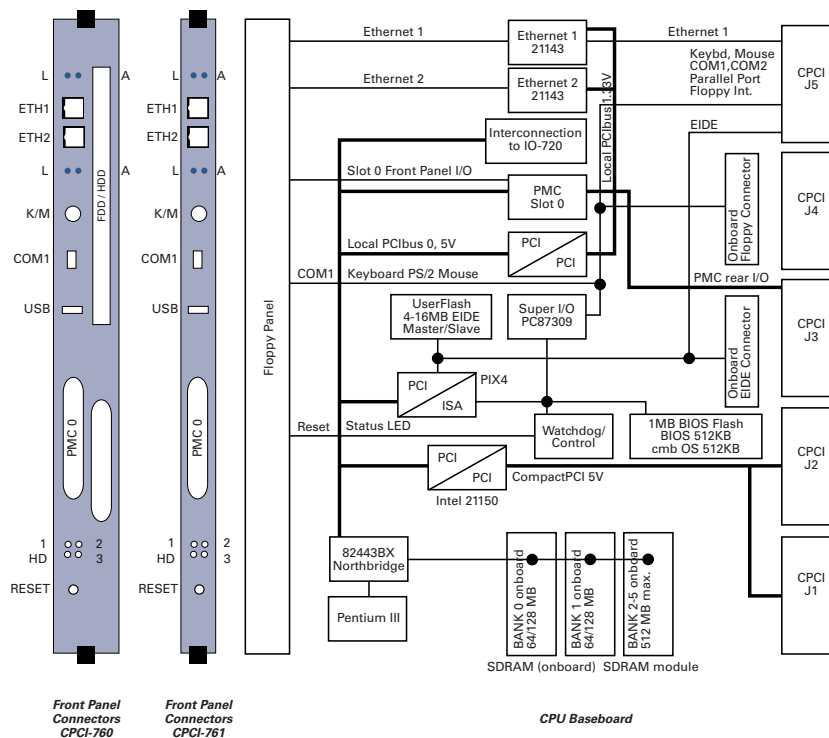 L
A
ETH1
ETH2
L
A
K/M
COM1
USB
FDD / HDD
PMC 0
1
2
HD
3
RESET
Front Panel
Connectors
CPCI-760
L
A
ETH1
ETH2
L
A
K/M
COM1
USB
PMC 0
1
2
HD
3
RESET
Front Panel
Connectors
CPCI-761
Floppy Panel
Ethernet 1
Ethernet 1
21143
Ethernet 1
Ethernet 2
Ethernet 2
21143
Keybd, Mouse
COM1,COM2
Parallel Port
Floppy Int.
CPCI
J5
Local PCIbus 1.33V
Interconnection
to IO-720
EIDE
Slot 0 Front Panel I/O
PMC
Slot 0
Onboard
Floppy Connector
CPCI
J4
Local PCIbus 0, 5V
PCI
PCI
COM1
Keyboard PS/2 Mouse
PMC rear I/O
UserFlash
4-16MB EIDE
Master/Slave
Super I/O
PC87309
Onboard
EIDE Connector
CPCI
J3
PCI
ISA
PIX4
Reset
Status LED
Watchdog/
Control
1MB BIOS Flash
BIOS 512KB
cmb OS 512KB
PCI
PCI
CompactPCI 5V
Intel 21150
CPCI
J2
82443BX
Northbridge
Pentium III
BANK 0 onboard
64/128 MB
BANK 1 onboard
64/128 MB
BANK 2-5 onboard
512 MB max.
CPCI
J1
SDRAM (onboard)
SDRAM module
CPU Baseboard